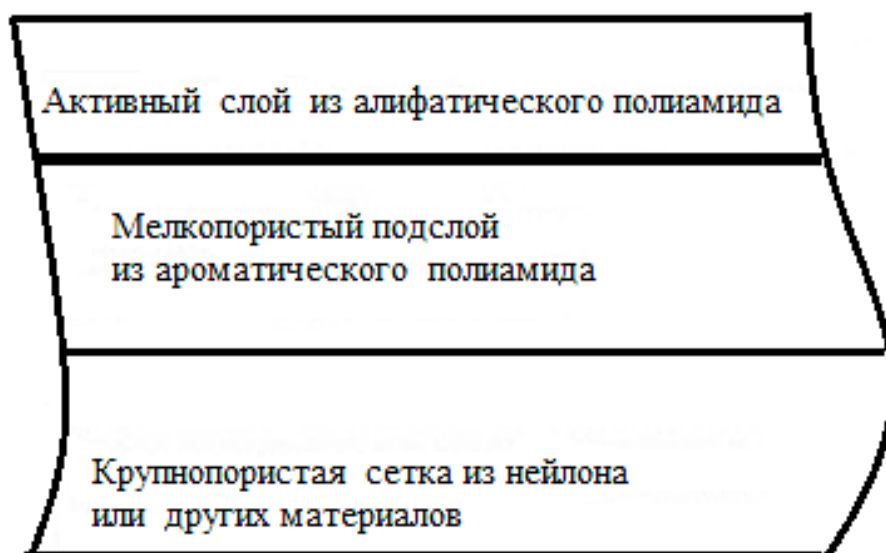 Активный слой из алифатического полиамида
Мелкопористый подслой
из ароматического полиамида
Крупнопористая сетка из нейлона
или других материалов